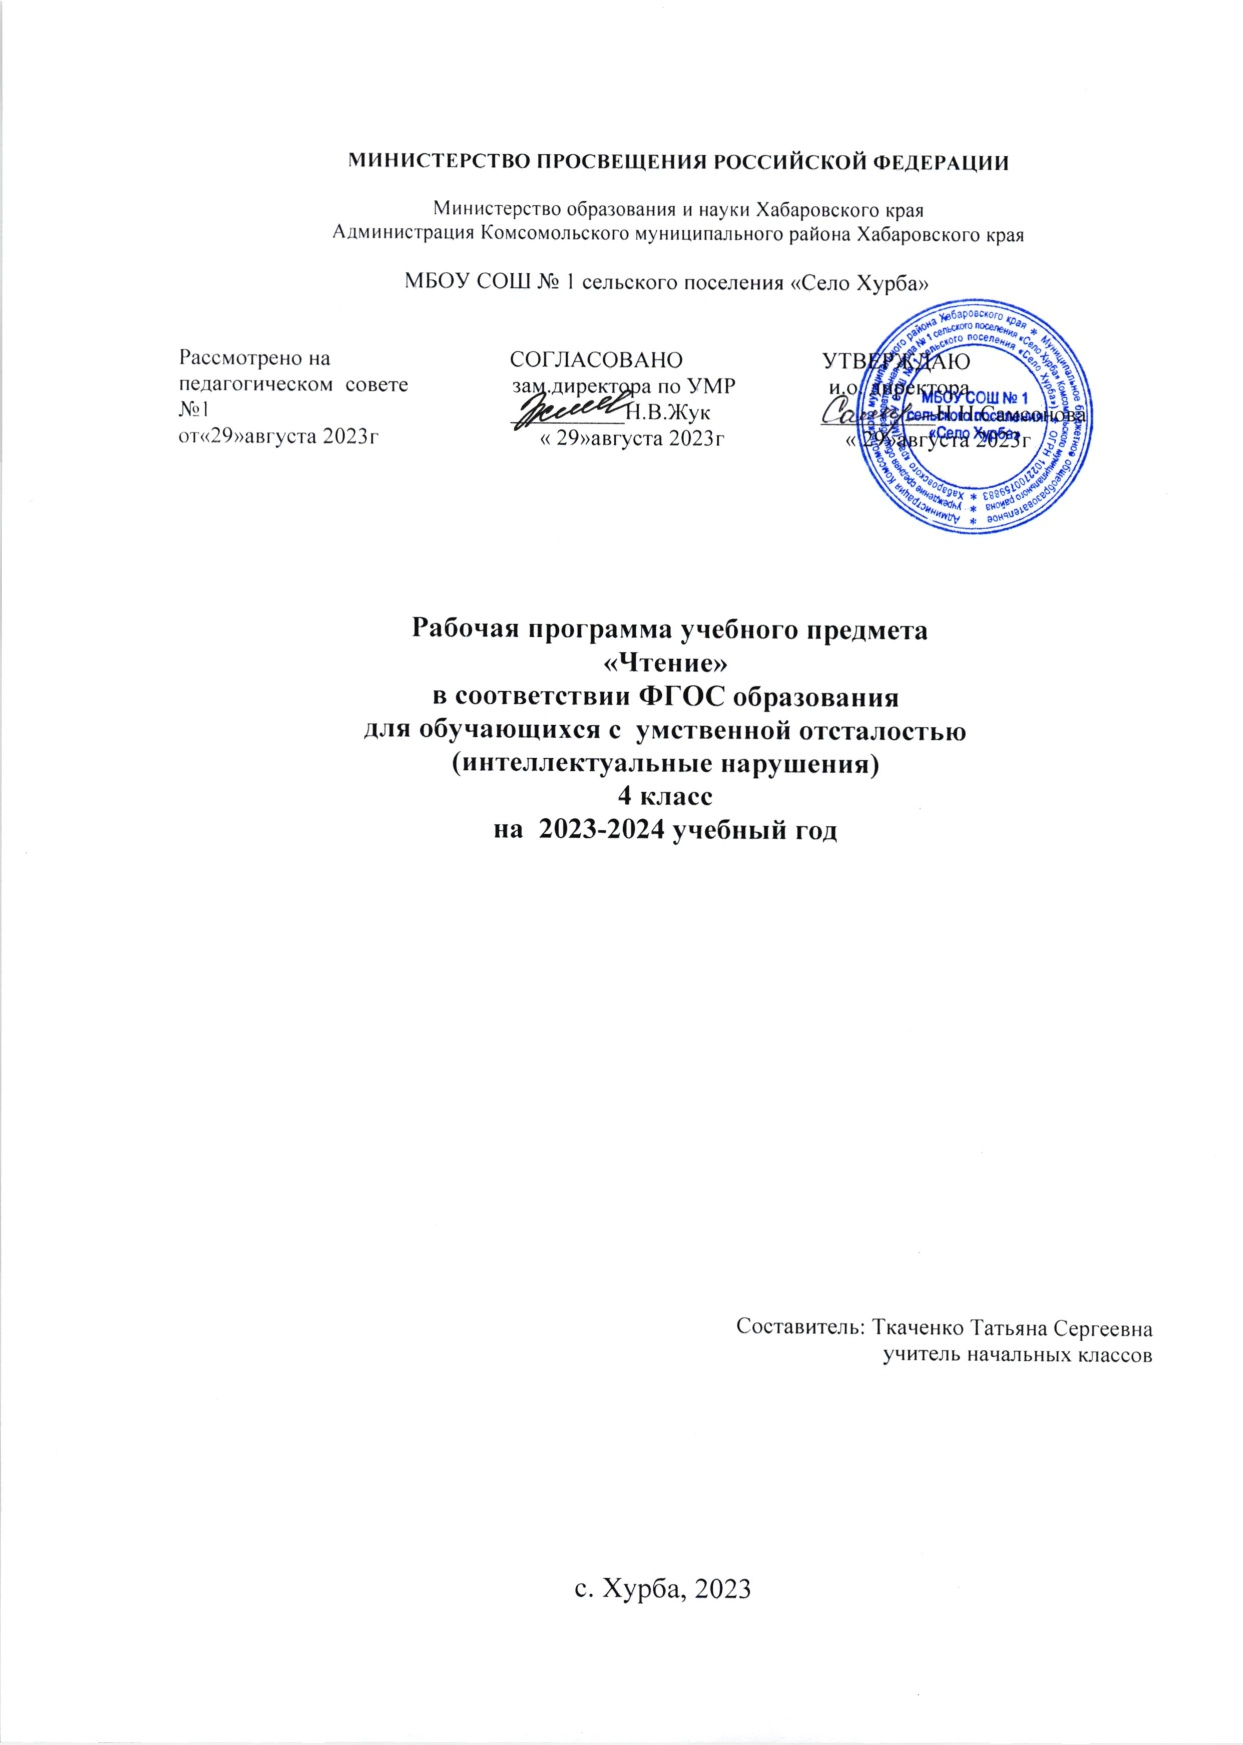 МИНИСТЕРСТВО ПРОСВЕЩЕНИЯ РОССИЙСКОЙ ФЕДЕРАЦИИ
Министерство образования и науки Хабаровского края
Администрация Комсомольского муниципального района Хабаровского края
МБОУ СОШ № 1 сельского поселения «Село Хурба»
Рассмотрено на
педагогическом совете
№1
от«29»августа 2023г
СОГЛАСОВАНО
зам.директора по УМР
Н.В.Жук
« 29»августа 2023г
УТВЕРЖДАЮ
и.о. директора
Н.Н.Самсонова
« 29»августа 2023г
МБОУ СОШ № 1
сельского поселения
«Село Хурба»
Рабочая программа учебного предмета
«Чтение»
в соответствии ФГОС образования
для обучающихся с умственной отсталостью
(интеллектуальные нарушения)
4 класс
на 2023-2024 учебный год
Составитель: Ткаченко Татьяна Сергеевна
учитель начальных классов
с. Хурба, 2023